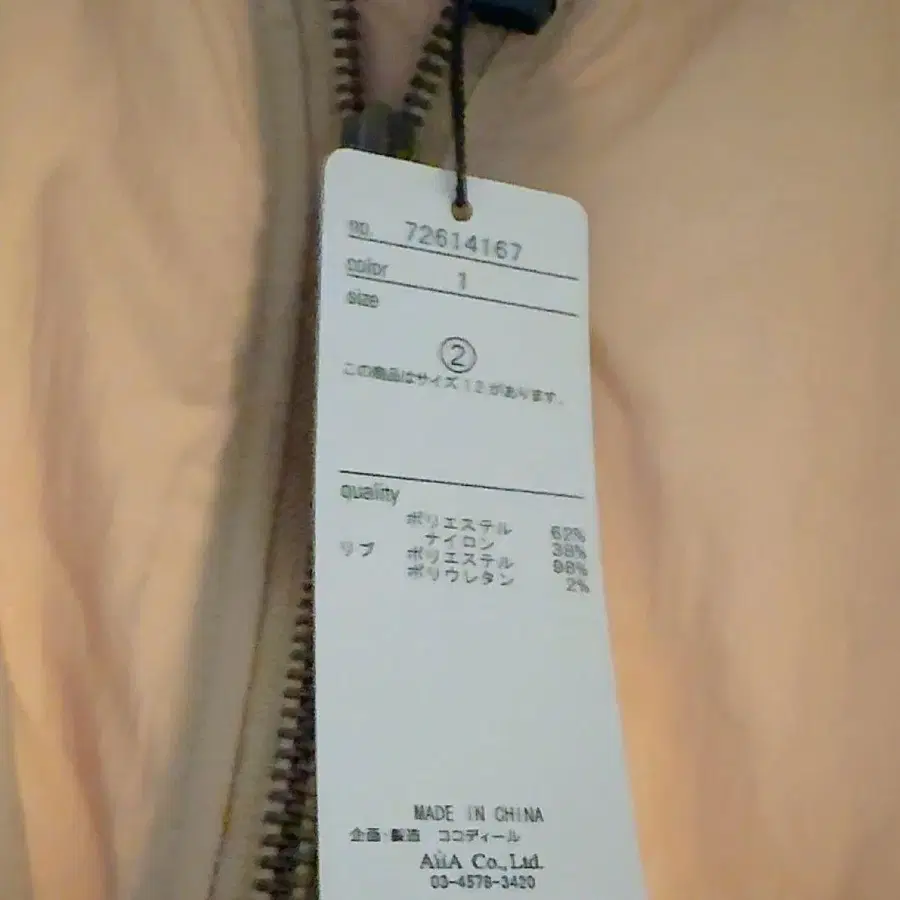 no. 72614167
color 1
size
②
この商品はサイズ 1 2 があります。
quality
ポリエステル 62%
ナイロン 38%
リブ ポリエステル 98%
ポリウレタン 2%
MADE IN CHINA
企画・製造 ココディール
AüA Co., Ltd.
03-4578-3420